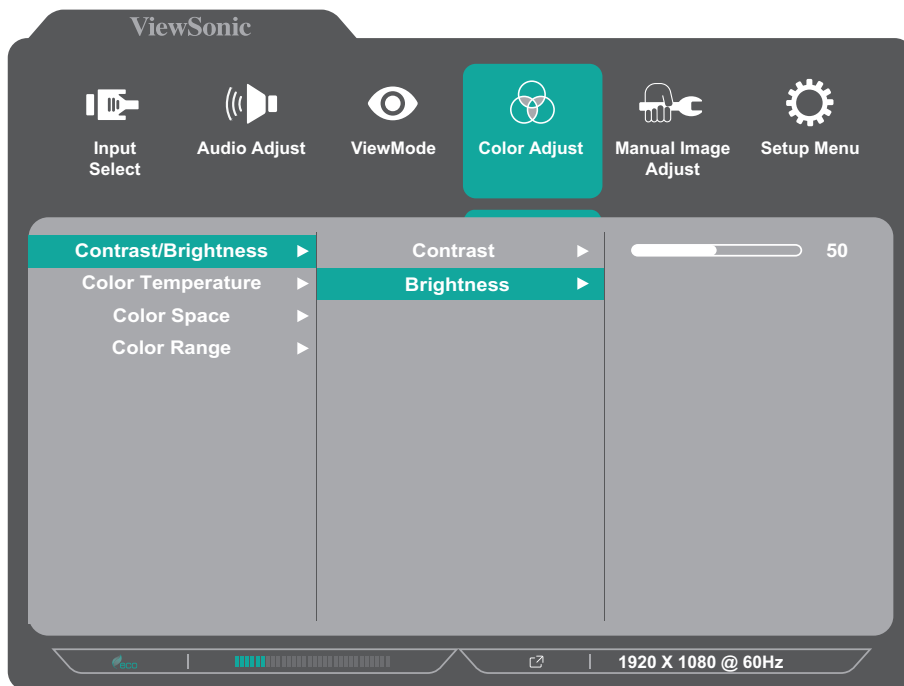 ViewSonic
Input
Select
Audio Adjust
ViewMode
Color Adjust
Manual Image
Adjust
Setup Menu
Contrast/Brightness
Color Temperature
Color Space
Color Range
Contrast
Brightness
50
eco
1920 X 1080 @ 60Hz